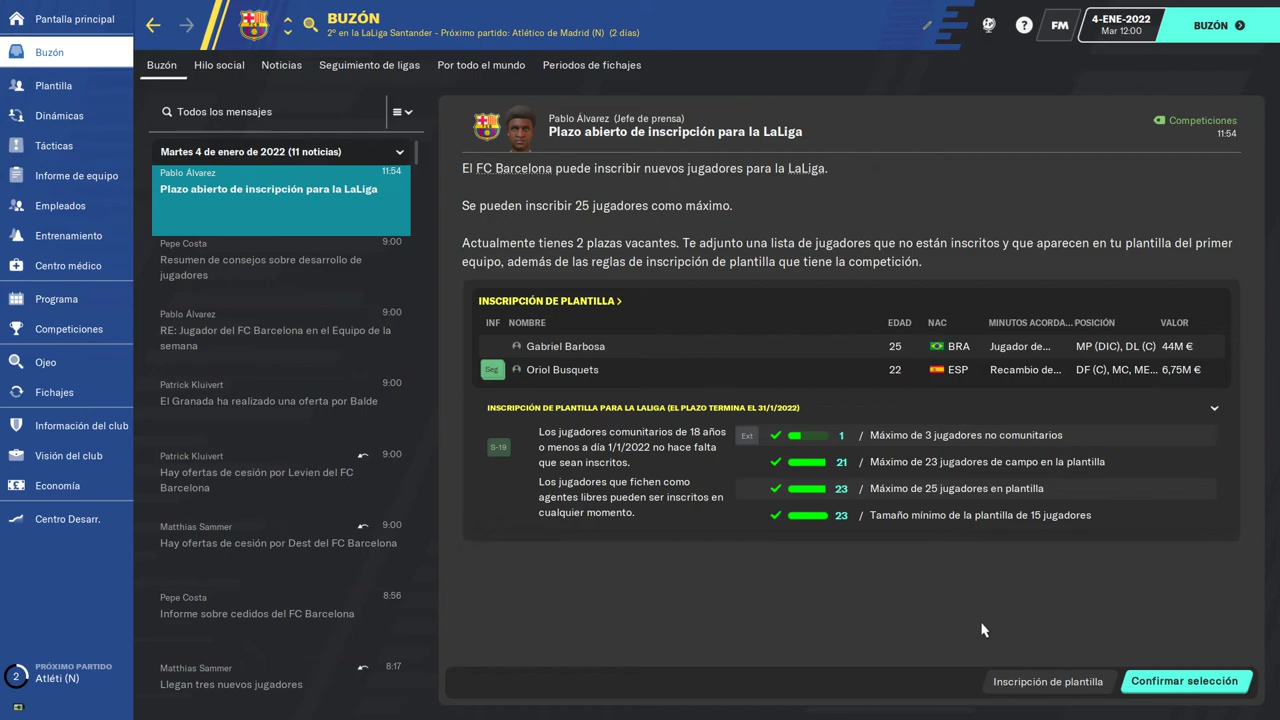 Pantalla principal
Buzón
Plantilla
Dinámicas
Tácticas
Informe de equipo
Empleados
Entrenamiento
Centro médico
Programa
Competiciones
Ojeo
Fichajes
Información del club
Visión del club
Economía
Centro Desarr.
2
PRÓXIMO PARTIDO
Atléti (N)
BUZÓN
2º en la LaLiga Santander - Próximo partido: Atlético de Madrid (N) (2 días)
?
FM
4-ENE-2022
Mar 12:00
BUZÓN
Buzón Hilo social Noticias Seguimiento de ligas Por todo el mundo Periodos de fichajes
Todos los mensajes
Martes 4 de enero de 2022 (11 noticias)
Pablo Álvarez 11:54
Plazo abierto de inscripción para la LaLiga
Pepe Costa 9:00
Resumen de consejos sobre desarrollo de
jugadores
Pablo Álvarez 9:00
RE: Jugador del FC Barcelona en el Equipo de la
semana
Patrick Kluivert 9:00
El Granada ha realizado una oferta por Balde
Patrick Kluivert 9:00
Hay ofertas de cesión por Levien del FC
Barcelona
Matthias Sammer 9:00
Hay ofertas de cesión por Dest del FC Barcelona
Pepe Costa 8:56
Informe sobre cedidos del FC Barcelona
Matthias Sammer 8:17
Llegan tres nuevos jugadores
Pablo Álvarez (Jefe de prensa)
Plazo abierto de inscripción para la LaLiga
Competiciones
11:54
El FC Barcelona puede inscribir nuevos jugadores para la LaLiga.
Se pueden inscribir 25 jugadores como máximo.
Actualmente tienes 2 plazas vacantes. Te adjunto una lista de jugadores que no están inscritos y que aparecen en tu plantilla del primer
equipo, además de las reglas de inscripción de plantilla que tiene la competición.
INSCRIPCIÓN DE PLANTILLA >
INF NOMBRE EDAD NAC MINUTOS ACORDA... POSICIÓN VALOR
Gabriel Barbosa 25 BRA Jugador de... MP (DIC), DL (C) 44M €
Seg Oriol Busquets 22 ESP Recambio de... DF (C), MC, ME... 6,75M €
INSCRIPCIÓN DE PLANTILLA PARA LA LALIGA (EL PLAZO TERMINA EL 31/1/2022)
S-19
Los jugadores comunitarios de 18 años
o menos a día 1/1/2022 no hace falta
que sean inscritos.
Los jugadores que fichen como
agentes libres pueden ser inscritos en
cualquier momento.
Ext 1 / Máximo de 3 jugadores no comunitarios
21 / Máximo de 23 jugadores de campo en la plantilla
23 / Máximo de 25 jugadores en plantilla
23 / Tamaño mínimo de la plantilla de 15 jugadores
Inscripción de plantilla
Confirmar selección